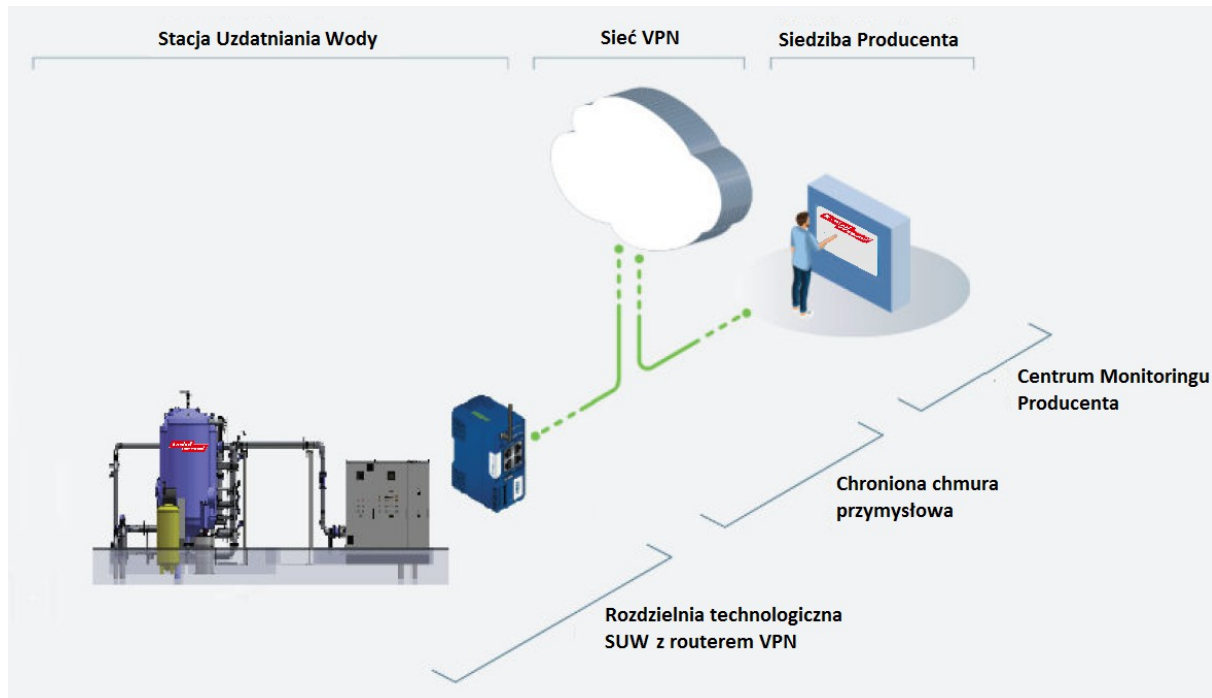 Stacja Uzdatniania Wody
Sieć VPN
Siedziba Producenta
Centrum Monitoringu
Producenta
Chroniona chmura
przymysłowa
Rozdzielnia technologiczna
SUW z routerem VPN